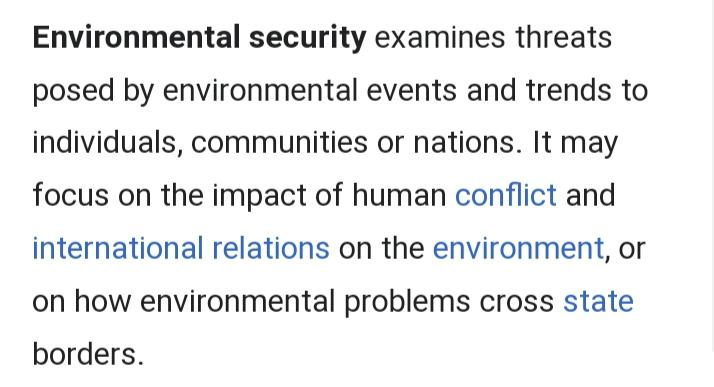 Environmental security examines threats
posed by environmental events and trends to
individuals, communities or nations. It may
focus on the impact of human conflict and
international relations on the environment, or
on how environmental problems cross state
borders.